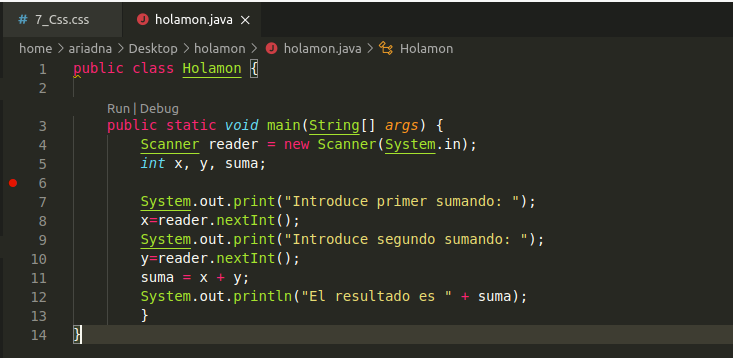 # 7_Css.css holamon.java ×
home > ariadna > Desktop > holamon > holamon.java > Holamon
1 public class Holamon {
2
Run | Debug
3 public static void main(String[] args) {
4 Scanner reader = new Scanner(System.in);
5 int x, y, suma;
6
7 System.out.print("Introduce primer sumando: ");
8 x=reader.nextInt();
9 System.out.print("Introduce segundo sumando: ");
10 y=reader.nextInt();
11 suma = x + y;
12 System.out.println("El resultado es " + suma);
13 }
14 }